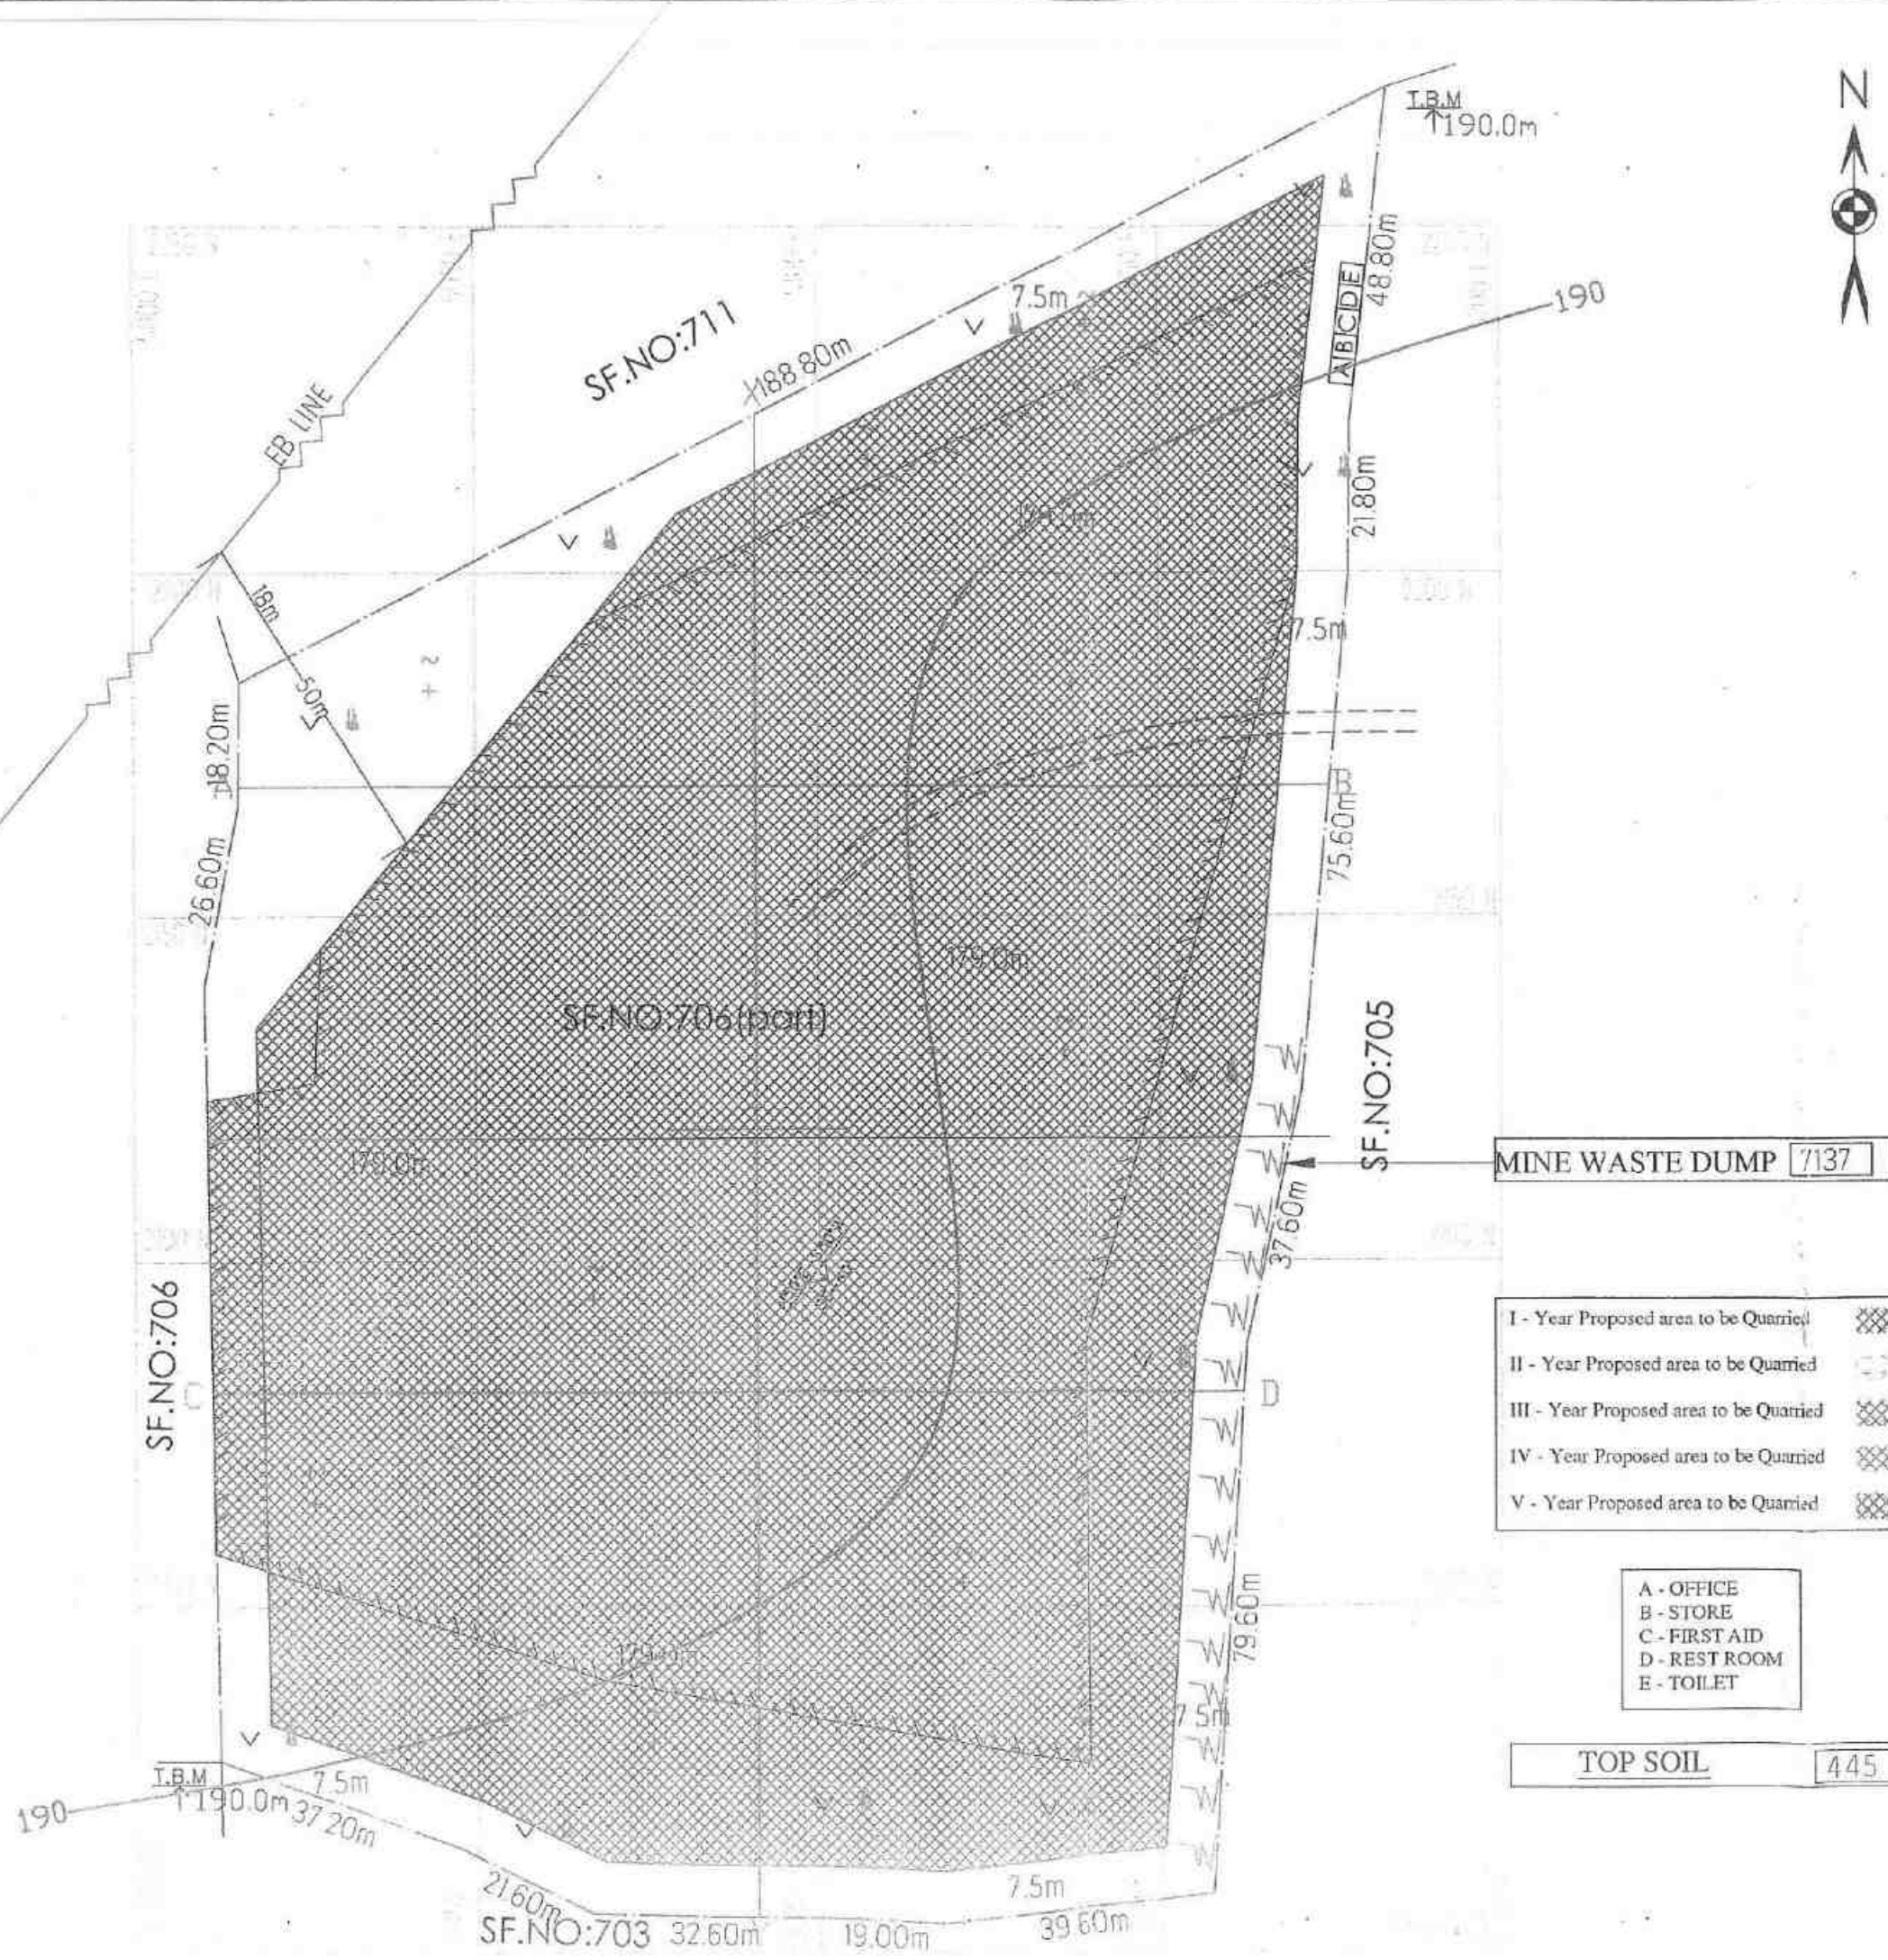 N
T.B.M
190.0m
48.80m
190
7.5m
SF.NO:711
ABCDE
188.80m
EB LINE
21.80m
18m
7.5m
50m
18.20m
A
B
75.60m
26.60m
179.0m
SF.NO:706(part)
SF.NO:705
MINE WASTE DUMP 7137
179.0m
37.60m
SF.NO:706
I - Year Proposed area to be Quarried
II - Year Proposed area to be Quarried
III - Year Proposed area to be Quarried
IV - Year Proposed area to be Quarried
V - Year Proposed area to be Quarried
C
D
79.60m
A - OFFICE
B - STORE
C - FIRST AID
D - REST ROOM
E - TOILET
7.5m
TOP SOIL 445
T.B.M
190.0m
7.5m
190
37.20m
21.60m
7.5m
SF.NO:703
32.60m
19.00m
39.60m